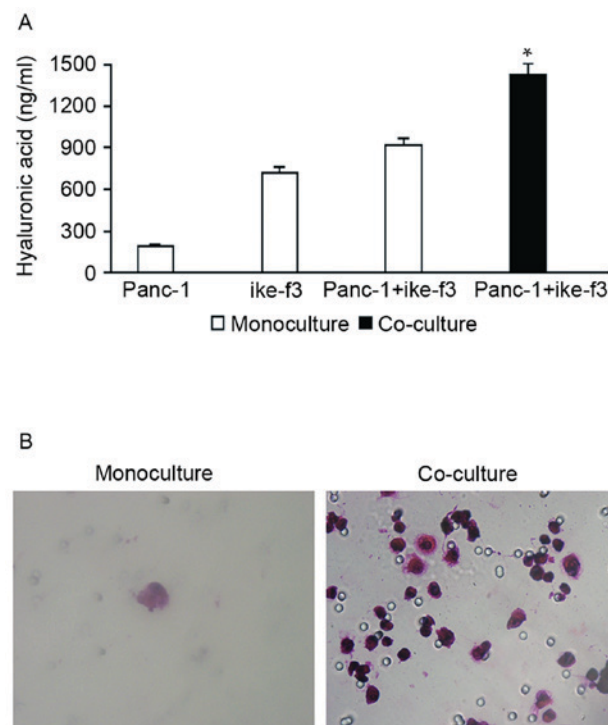 A
Hyaluronic acid (ng/ml)
1500
1200
900
600
300
0
*
Panc-1 ike-f3 Panc-1+ike-f3 Panc-1+ike-f3
Monoculture Co-culture
B
Monoculture Co-culture